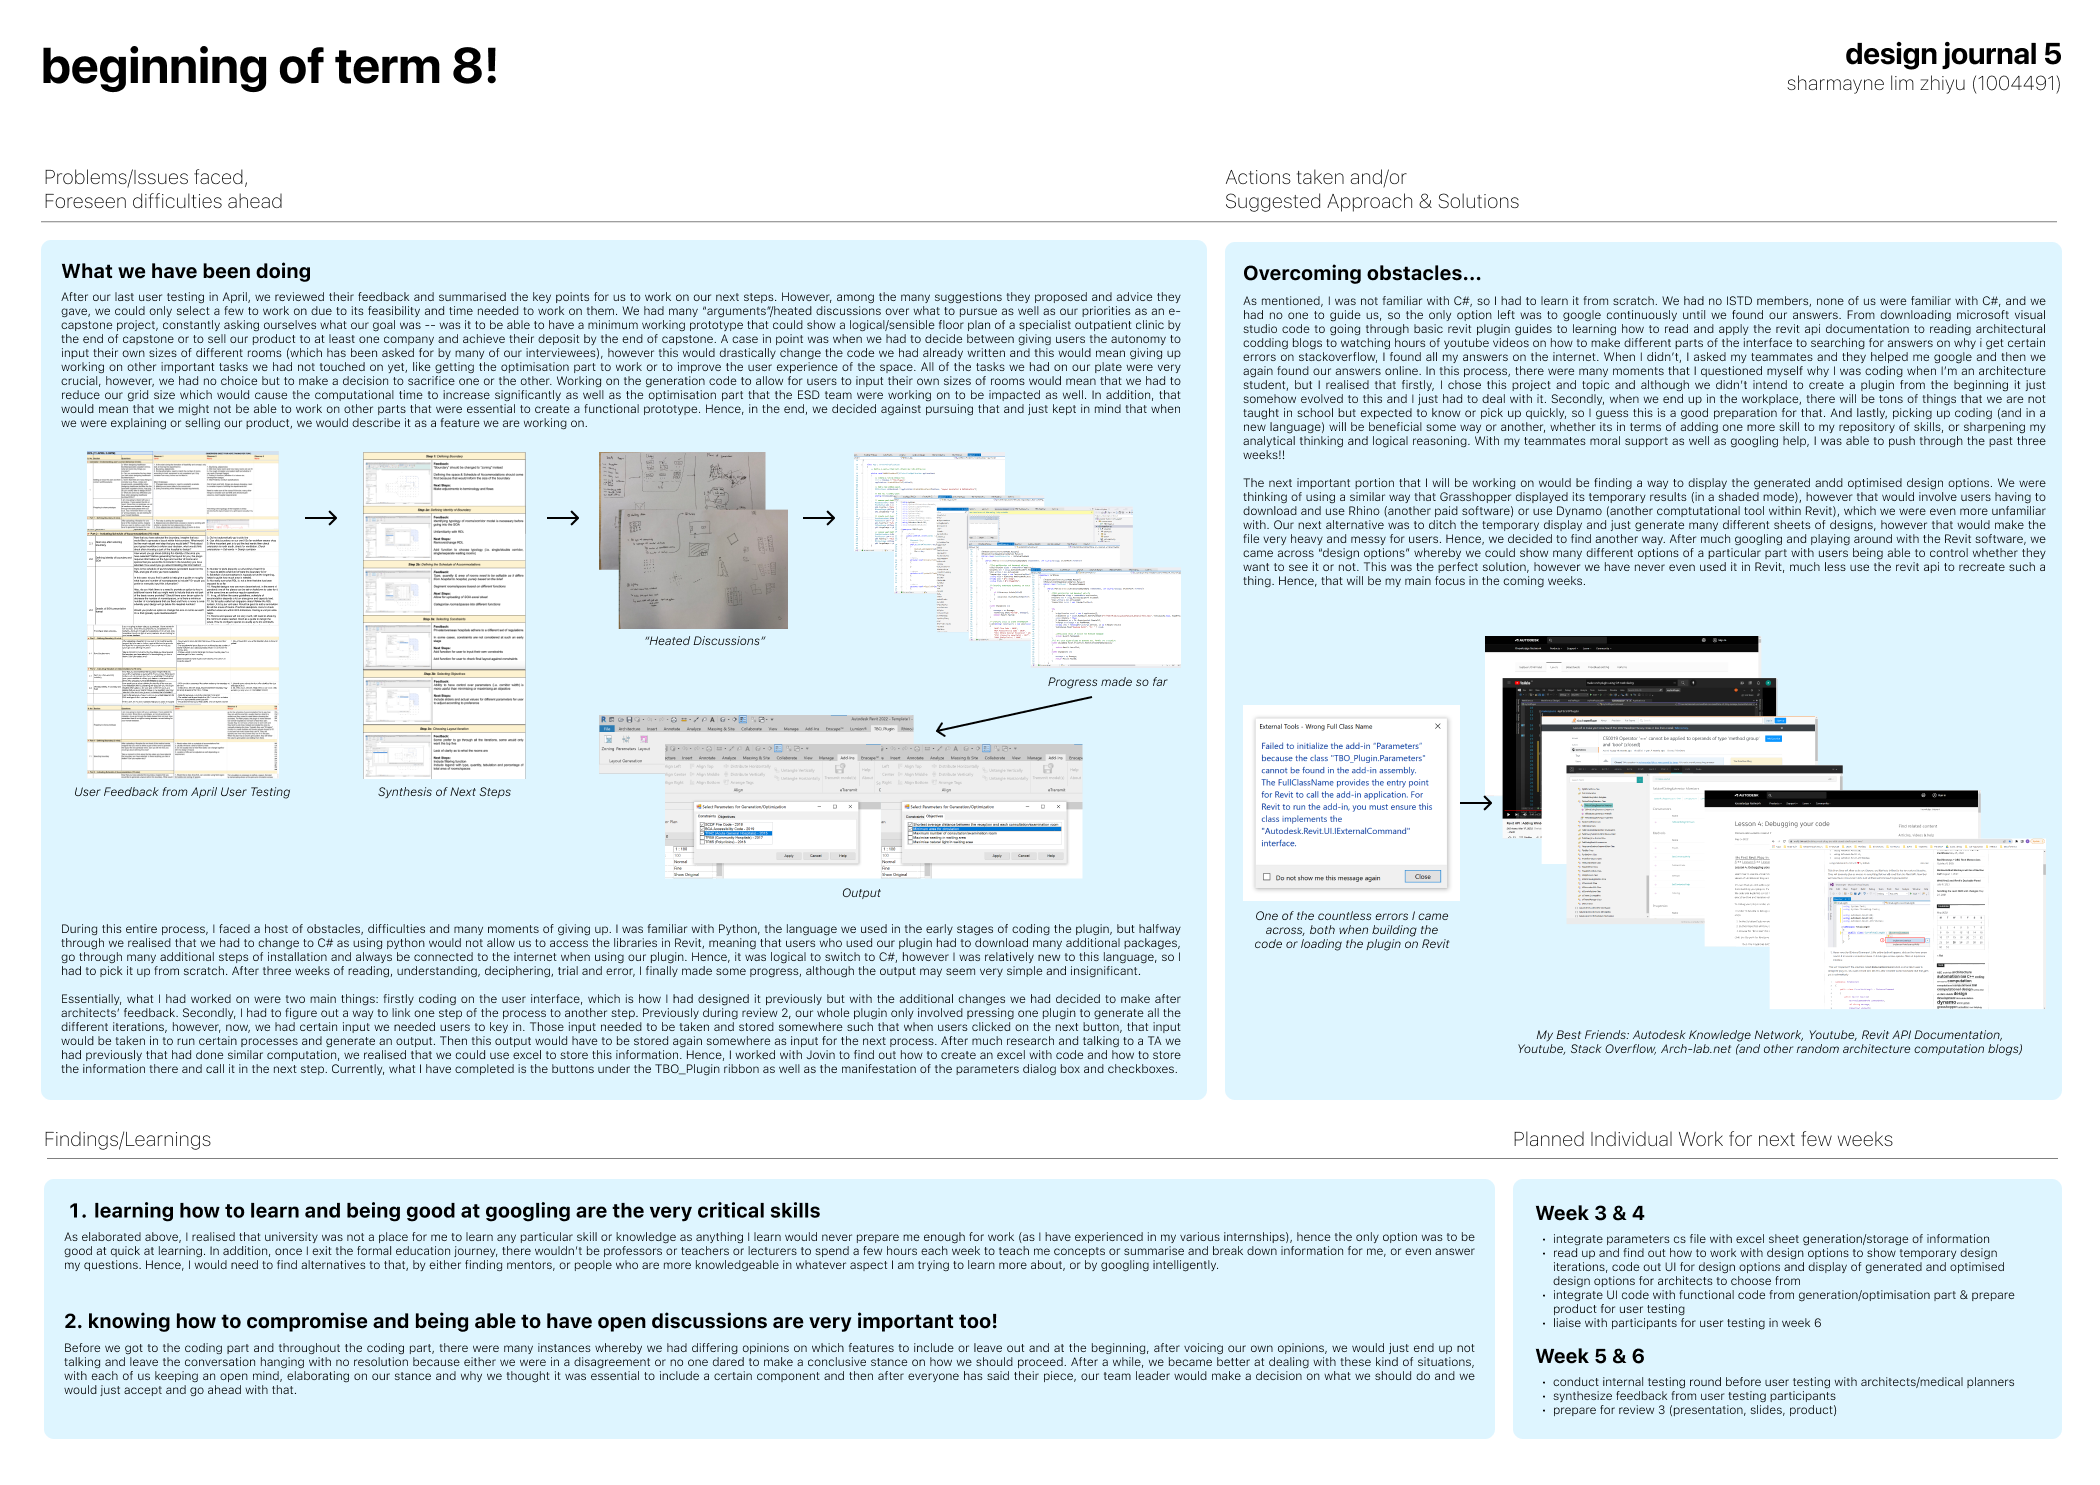 beginning of term 8!
design journal 5
sharmayne lim zhiyu (1004491)
Problems/Issues faced,
Foreseen difficulties ahead
Actions taken and/or
Suggested Approach & Solutions
What we have been doing
After our last user testing in April, we reviewed their feedback and summarised the key points for us to work on our next steps. However, among the many suggestions they proposed and advice they
gave, we could only select a few to work on due to its feasibility and time needed to work on them. We had many "arguments"/heated discussions over what to pursue as well as our priorities as an e-
capstone project, constantly asking ourselves what our goal was -- was it to be able to have a minimum working prototype that could show a logical/sensible floor plan of a specialist outpatient clinic by
the end of capstone or to sell our product to at least one company and achieve their deposit by the end of capstone. A case in point was when we had to decide between giving users the autonomy to
input their own sizes of different rooms (which has been asked for by many of our interviewees), however this would drastically change the code we had already written and this would mean giving up
working on other important tasks we had not touched on yet, like getting the optimisation part to work or to improve the user experience of the space. All of the tasks we had on our plate were very
crucial, however, we had no choice but to make a decision to sacrifice one or the other. Working on the generation code to allow for users to input their own sizes of rooms would mean that we had to
reduce our grid size which would cause the computational time to increase significantly as well as the optimisation part that the ESD team were working on to be impacted as well. In addition, that
would mean that we might not be able to work on other parts that were essential to create a functional prototype. Hence, in the end, we decided against pursuing that and just kept in mind that when
we were explaining or selling our product, we would describe it as a feature we are working on.
User Feedback from April User Testing
Synthesis of Next Steps
"Heated Discussions"
Progress made so far
Output
During this entire process, I faced a host of obstacles, difficulties and many moments of giving up. I was familiar with Python, the language we used in the early stages of coding the plugin, but halfway
through we realised that we had to change to C# as using python would not allow us to access the libraries in Revit, meaning that users who used our plugin had to download many additional packages,
go through many additional steps of installation and always be connected to the internet when using our plugin. Hence, it was logical to switch to C#, however I was relatively new to this language, so I
had to pick it up from scratch. After three weeks of reading, understanding, deciphering, trial and error, I finally made some progress, although the output may seem very simple and insignificant.
Essentially, what I had worked on were two main things: firstly coding on the user interface, which is how I had designed it previously but with the additional changes we had decided to make after
architects' feedback. Secondly, I had to figure out a way to link one step of the process to another step. Previously during review 2, our whole plugin only involved pressing one plugin to generate all the
different iterations, however, now, we had certain input we needed users to key in. Those input needed to be taken and stored somewhere such that when users clicked on the next button, that input
would be taken in to run certain processes and generate an output. Then this output would have to be stored again somewhere as input for the next process. After much research and talking to a TA we
had previously that had done similar computation, we realised that we could use excel to store this information. Hence, I worked with Jovin to find out how to create an excel with code and how to store
the information there and call it in the next step. Currently, what I have completed is the buttons under the TBO_Plugin ribbon as well as the manifestation of the parameters dialog box and checkboxes.
Overcoming obstacles...
As mentioned, I was not familiar with C#, so I had to learn it from scratch. We had no ISTD members, none of us were familiar with C#, and we
had no one to guide us, so the only option left was to google continuously until we found our answers. From downloading microsoft visual
studio code to going through basic revit plugin guides to learning how to read and apply the revit api documentation to reading architectural
codding blogs to watching hours of youtube videos on how to make different parts of the interface to searching for answers on why i get certain
errors on stackoverflow, I found all my answers on the internet. When I didn't, I asked my teammates and they helped me google and then we
again found our answers online. In this process, there were many moments that I questioned myself why I was coding when I'm an architecture
student, but I realised that firstly, I chose this project and topic and although we didn't intend to create a plugin from the beginning it just
somehow evolved to this and I just had to deal with it. Secondly, when we end up in the workplace, there will be tons of things that we are not
taught in school but expected to know or pick up quickly, so I guess this is a good preparation for that. And lastly, picking up coding (and in a
new language) will be beneficial some way or another, whether its in terms of adding one more skill to my repository of skills, or sharpening my
analytical thinking and logical reasoning. With my teammates moral support as well as googling help, I was able to push through the past three
weeks!!
The next important portion that I will be working on would be finding a way to display the generated andd optimised design options. We were
thinking of using a similar way that Grasshopper displayed its temporary results (in a shaded mode), however that would involve users having to
download and use Rhino (another paid software) or use Dynamo (another comptutational tool within Revit), which we were even more unfamiliar
with. Our next alternative was to ditch the temporary display and just generate many different sheets of designs, however that would make the
file very heavy and messy for users. Hence, we decided to find another way. After much googling and playing around with the Revit software, we
came across "design options" whereby we could show many different options of a particular part with users being able to control whether they
want to see it or not. This was the perfect solution, however we have never even used it in Revit, much less use the revit api to recreate such a
thing. Hence, that will be my main focus in the coming weeks.
External Tools - Wrong Full Class Name
Failed to initialize the add-in "Parameters"
because the class "TBO_Plugin.Parameters"
cannot be found in the add-in assembly.
The FullClassName provides the entry point
for Revit to call the add-in application. For
Revit to run the add-in, you must ensure this
class implements the
"Autodesk.Revit.UI.IExternalCommand"
interface.
Do not show me this message again
Close
One of the countless errors I came
across, both when building the
code or loading the plugin on Revit
Lesson 4: Debugging your code
My Best Friends: Autodesk Knowledge Network, Youtube, Revit API Documentation,
Youtube, Stack Overflow, Arch-lab.net (and other random architecture computation blogs)
Findings/Learnings
Planned Individual Work for next few weeks
1. learning how to learn and being good at googling are the very critical skills
As elaborated above, I realised that university was not a place for me to learn any particular skill or knowledge as anything I learn would never prepare me enough for work (as I have experienced in my various internships), hence the only option was to be
good at quick at learning. In addition, once I exit the formal education journey, there wouldn't be professors or teachers or lecturers to spend a few hours each week to teach me concepts or summarise and break down information for me, or even answer
my questions. Hence, I would need to find alternatives to that, by either finding mentors, or people who are more knowledgeable in whatever aspect I am trying to learn more about, or by googling intelligently.
2. knowing how to compromise and being able to have open discussions are very important too!
Before we got to the coding part and throughout the coding part, there were many instances whereby we had differing opinions on which features to include or leave out and at the beginning, after voicing our own opinions, we would just end up not
talking and leave the conversation hanging with no resolution because either we were in a disagreement or no one dared to make a conclusive stance on how we should proceed. After a while, we became better at dealing with these kind of situations,
with each of us keeping an open mind, elaborating on our stance and why we thought it was essential to include a certain component and then after everyone has said their piece, our team leader would make a decision on what we should do and we
would just accept and go ahead with that.
Week 3 & 4
• integrate parameters cs file with excel sheet generation/storage of information
• read up and find out how to work with design options to show temporary design
iterations, code out UI for design options and display of generated and optimised
design options for architects to choose from
• integrate UI code with functional code from generation/optimisation part & prepare
product for user testing
• liaise with participants for user testing in week 6
Week 5 & 6
• conduct internal testing round before user testing with architects/medical planners
• synthesize feedback from user testing participants
• prepare for review 3 (presentation, slides, product)